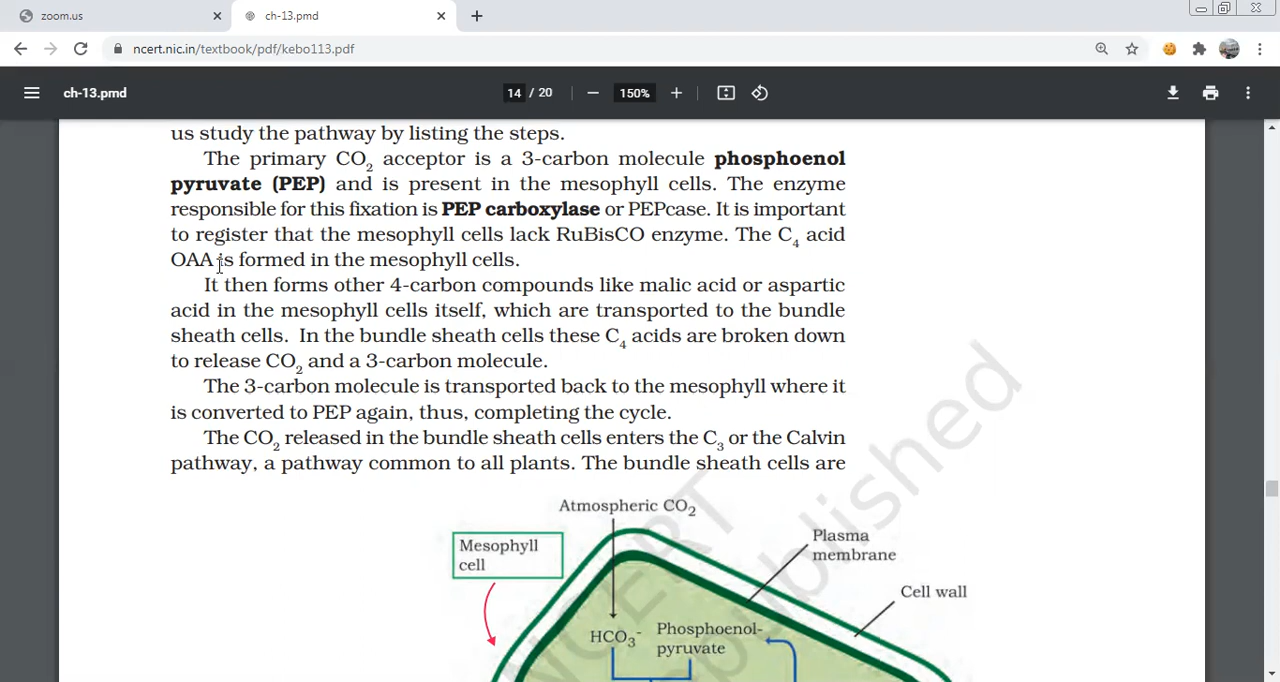 zoom.us
ch-13.pmd
ncert.nic.in/textbook/pdf/kebo113.pdf
ch-13.pmd
14 / 20
150%
us study the pathway by listing the steps.
The primary CO2 acceptor is a 3-carbon molecule phosphoenol
pyruvate (PEP) and is present in the mesophyll cells. The enzyme
responsible for this fixation is PEP carboxylase or PEPcase. It is important
to register that the mesophyll cells lack RuBisCO enzyme. The C4 acid
OAA is formed in the mesophyll cells.
It then forms other 4-carbon compounds like malic acid or aspartic
acid in the mesophyll cells itself, which are transported to the bundle
sheath cells. In the bundle sheath cells these C4 acids are broken down
to release CO2 and a 3-carbon molecule.
The 3-carbon molecule is transported back to the mesophyll where it
is converted to PEP again, thus, completing the cycle.
The CO2 released in the bundle sheath cells enters the C3 or the Calvin
pathway, a pathway common to all plants. The bundle sheath cells are
Atmospheric CO2
Mesophyll
cell
Plasma
membrane
Cell wall
HCO3-
Phosphoenol-
pyruvate
NCERT
published